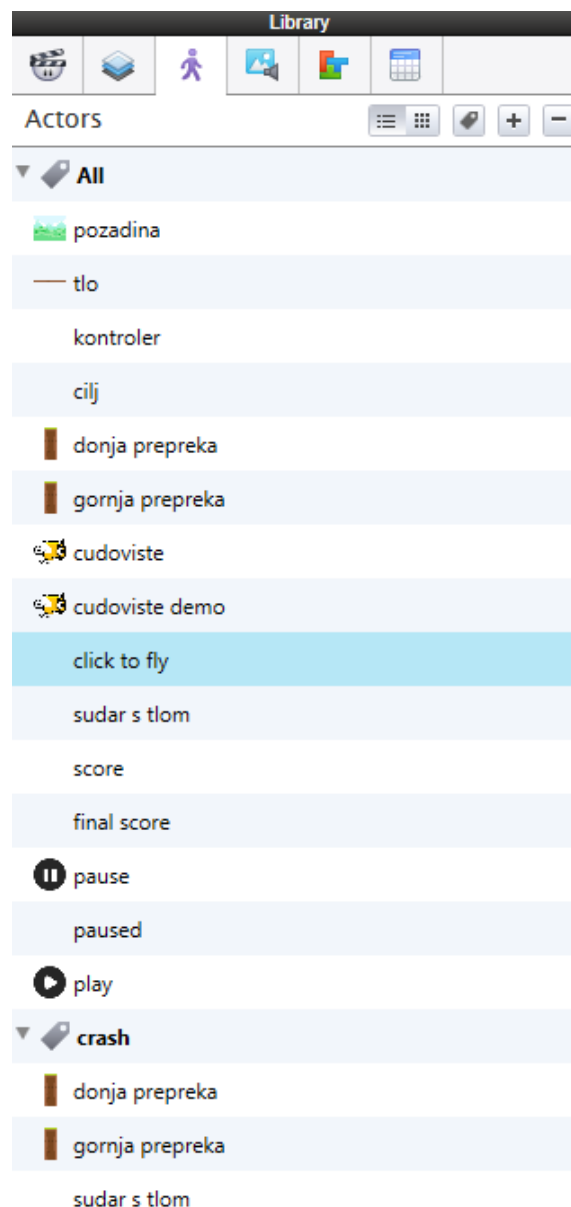 Library
Actors
All
pozadina
tlo
kontroler
cilj
donja prepreka
gornja prepreka
cudoviste
cudoviste demo
click to fly
sudar s tlom
score
final score
pause
paused
play
crash
donja prepreka
gornja prepreka
sudar s tlom